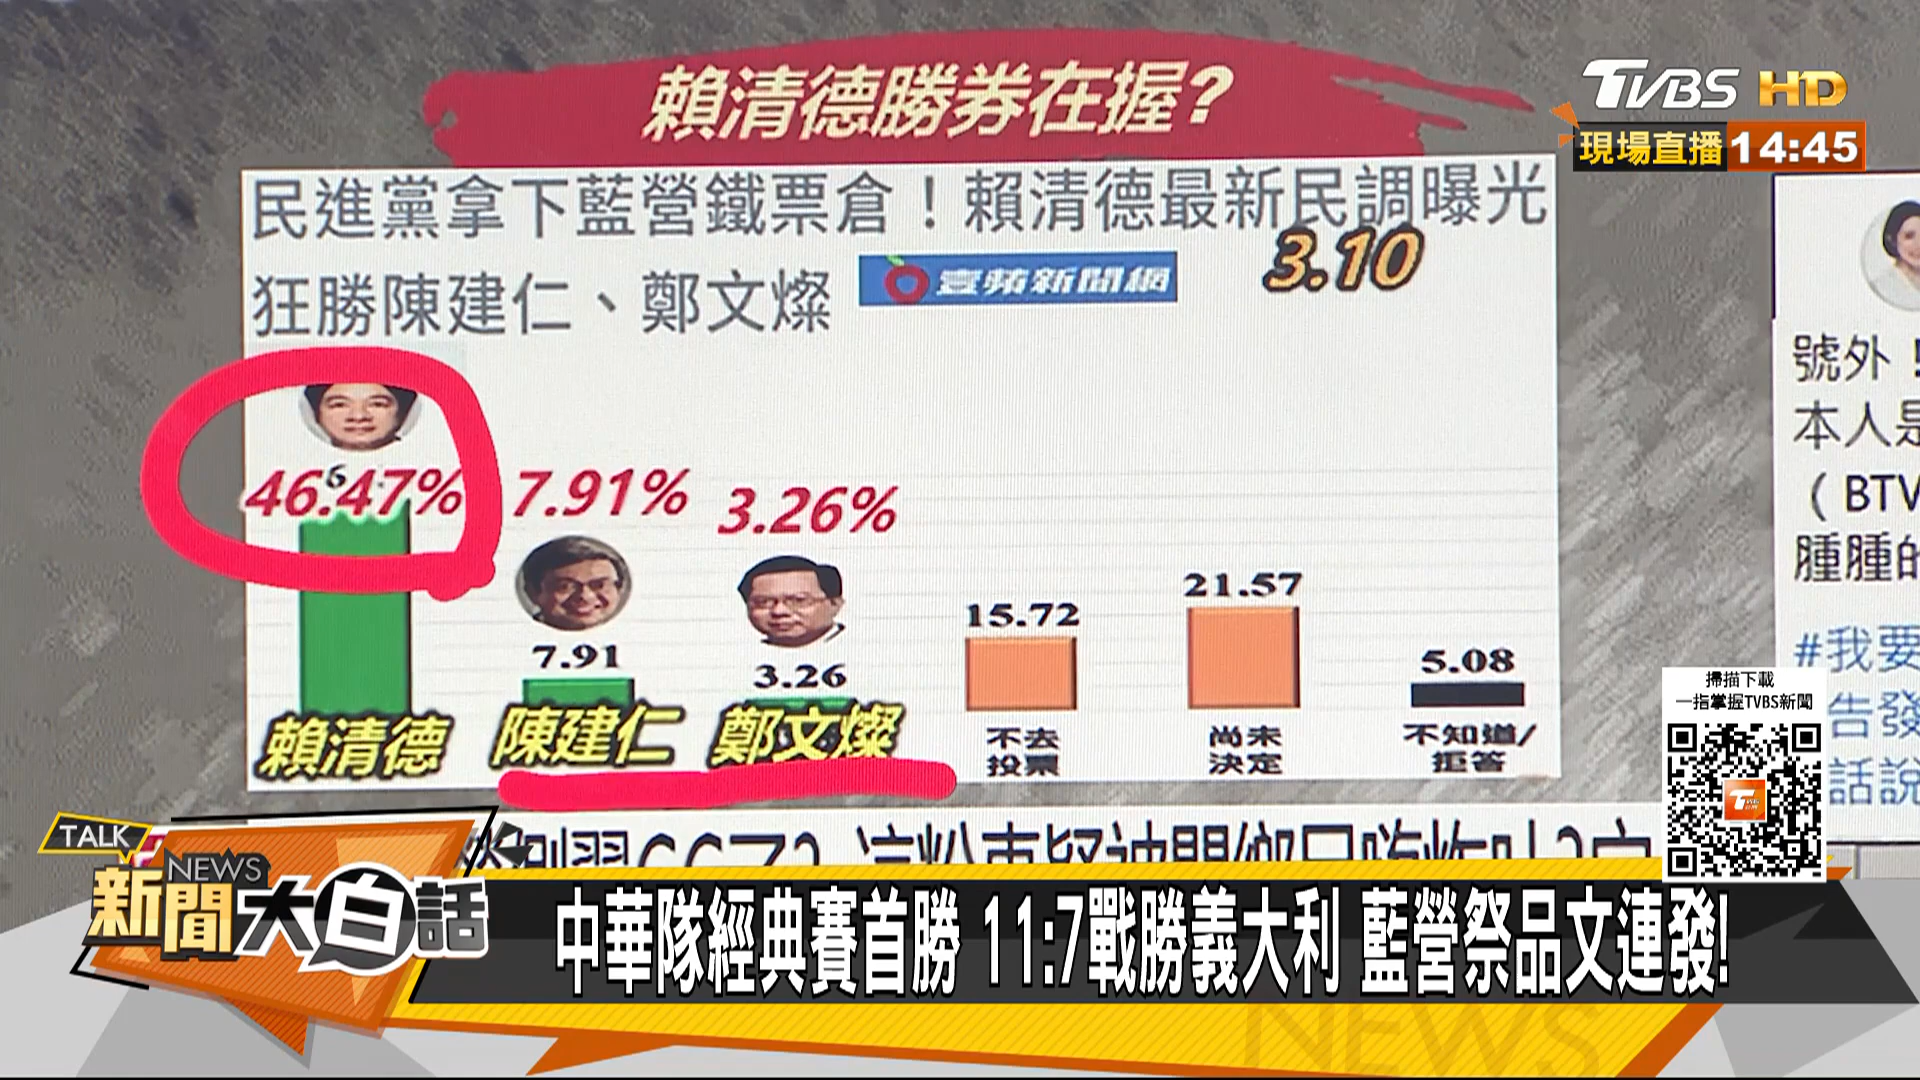 賴清德勝券在握?
TVBS HD
現場直播 14:45
民進黨拿下藍營鐵票倉！賴清德最新民調曝光
3.10
狂勝陳建仁、鄭文燦
壹蘋新聞網
46.47%
7.91%
3.26%
7.91
3.26
15.72
21.57
5.08
賴清德
陳建仁
鄭文燦
不去
投票
尚未
決定
不知道/
拒答
號外！
本人是
（BTV
腫腫的
#我要
告發
話說
掃描下載
一指掌握TVBS新聞
TALK
NEWS
新聞大白話
中華隊經典賽首勝 11:7戰勝義大利 藍營祭品文連發!
NEWS